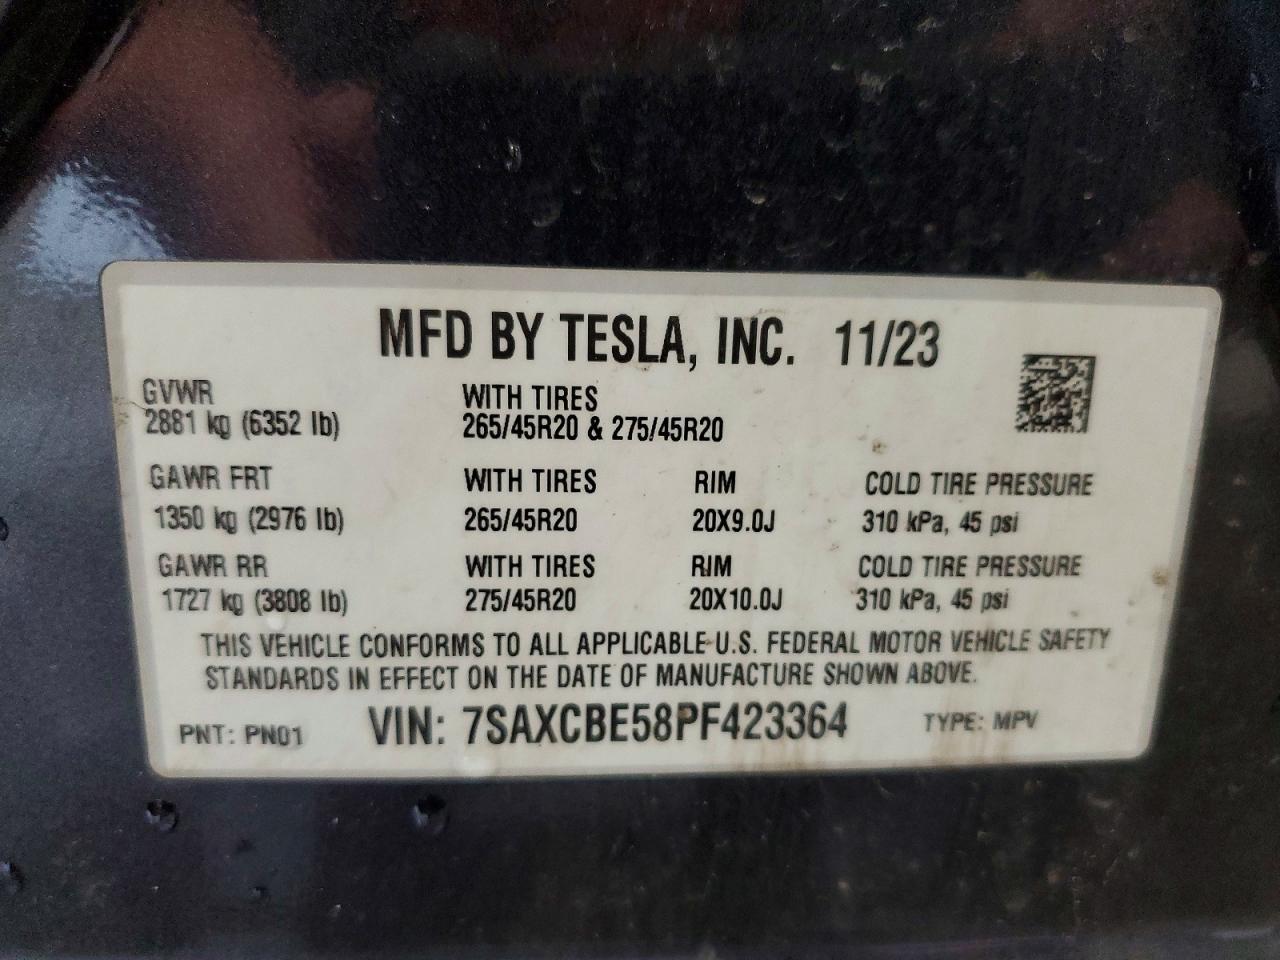 MFD BY TESLA, INC. 11/23
GVWR WITH TIRES
2881 kg (6352 lb) 265/45R20 & 275/45R20
GAWR FRT WITH TIRES RIM COLD TIRE PRESSURE
1350 kg (2976 lb) 265/45R20 20X9.0J 310 kPa, 45 psi
GAWR RR WITH TIRES RIM COLD TIRE PRESSURE
1727 kg (3808 lb) 275/45R20 20X10.0J 310 kPa, 45 psi
THIS VEHICLE CONFORMS TO ALL APPLICABLE U.S. FEDERAL MOTOR VEHICLE SAFETY
STANDARDS IN EFFECT ON THE DATE OF MANUFACTURE SHOWN ABOVE.
PNT: PN01 VIN: 7SAXCBE58PF423364 TYPE: MPV